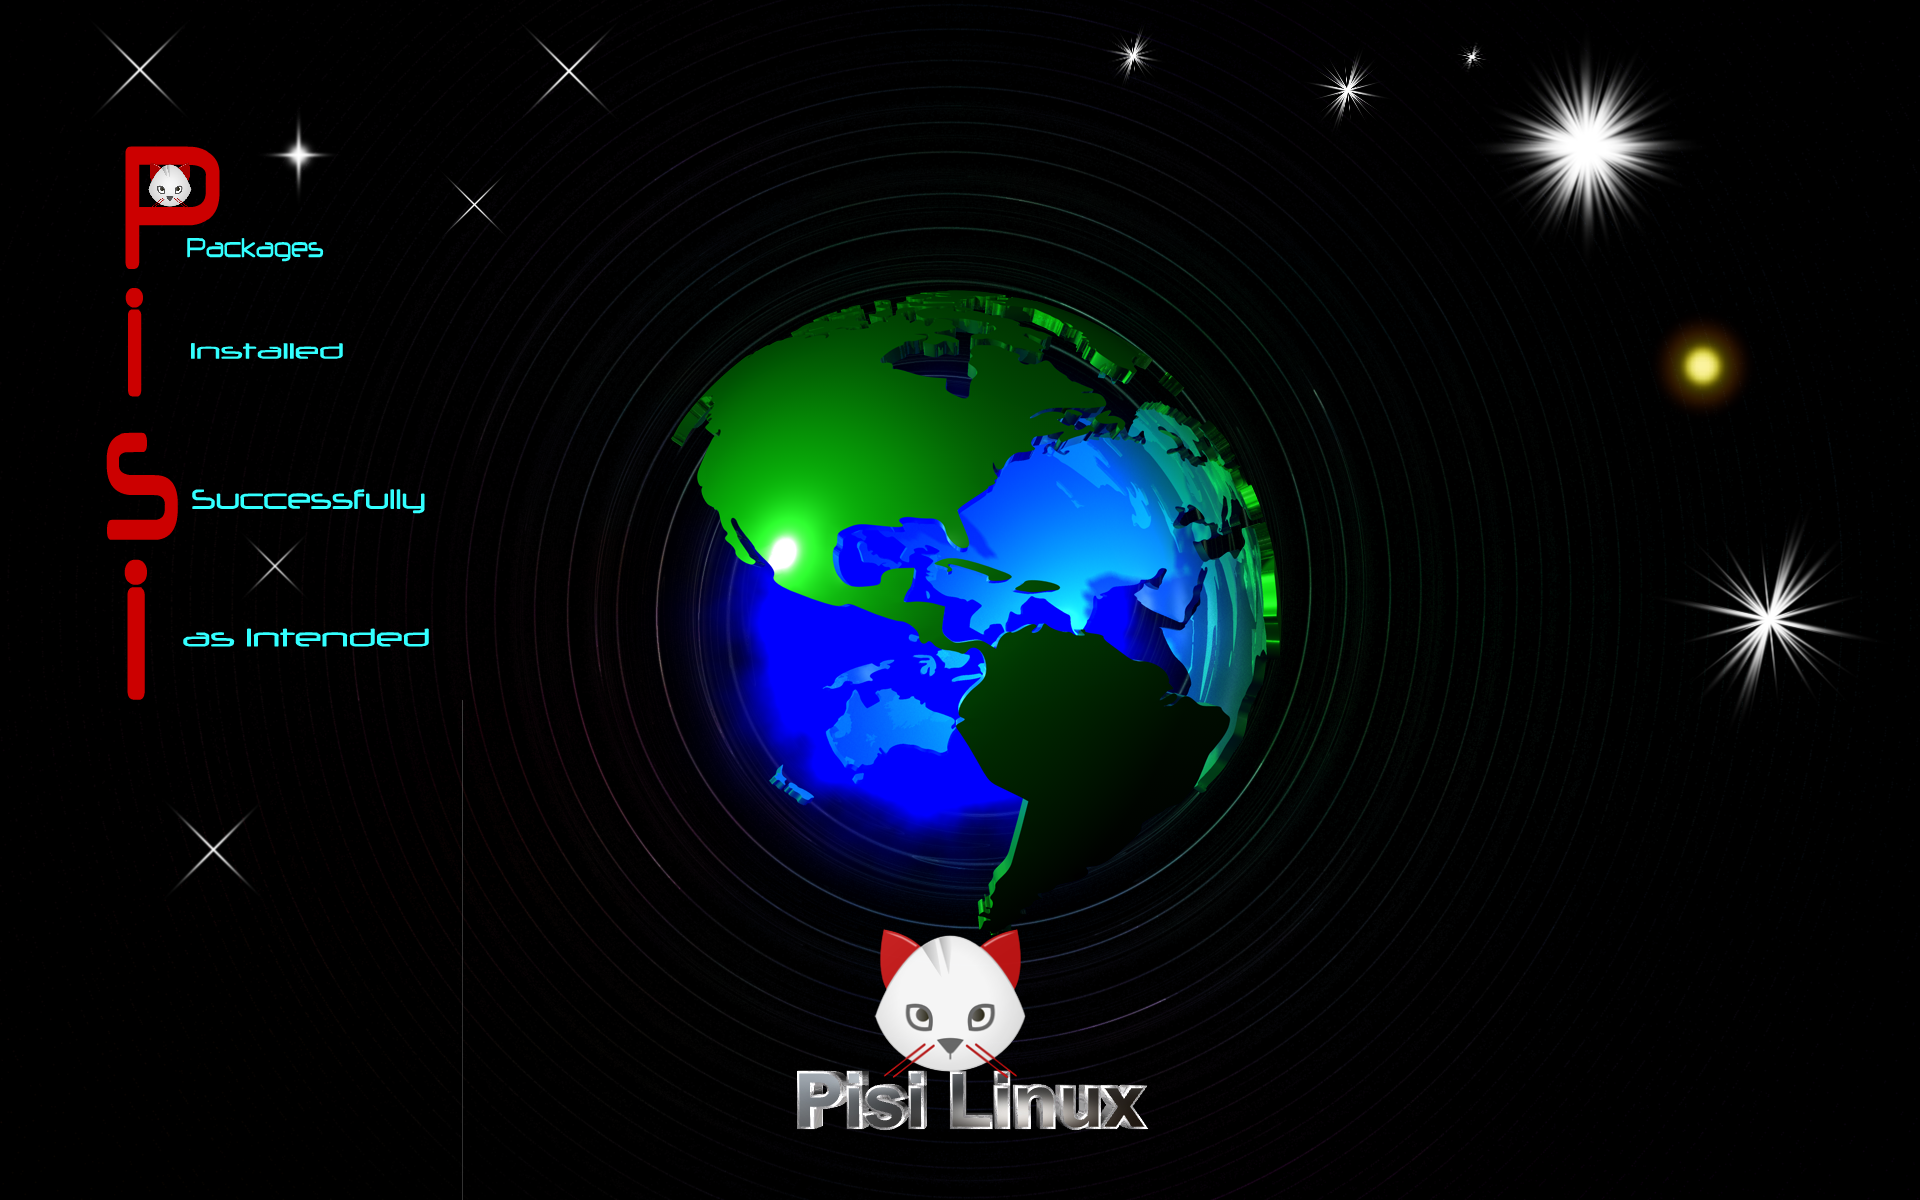 P
Packages
i
Installed
S
Successfully
i
as Intended
Pisi Linux